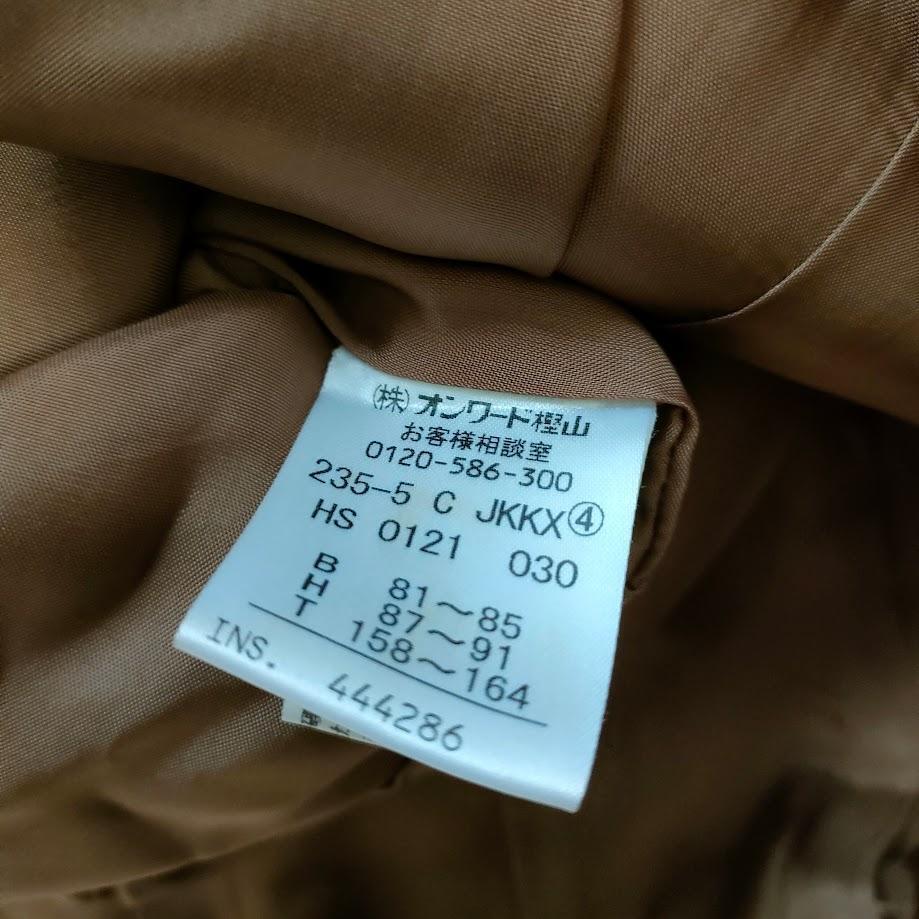 ㈱オンワード樫山
お客様相談室
0120-586-300
235-5 C JKKX④
HS 0121 030
B 81~85
H 87~91
T 158~164
INS. 444286